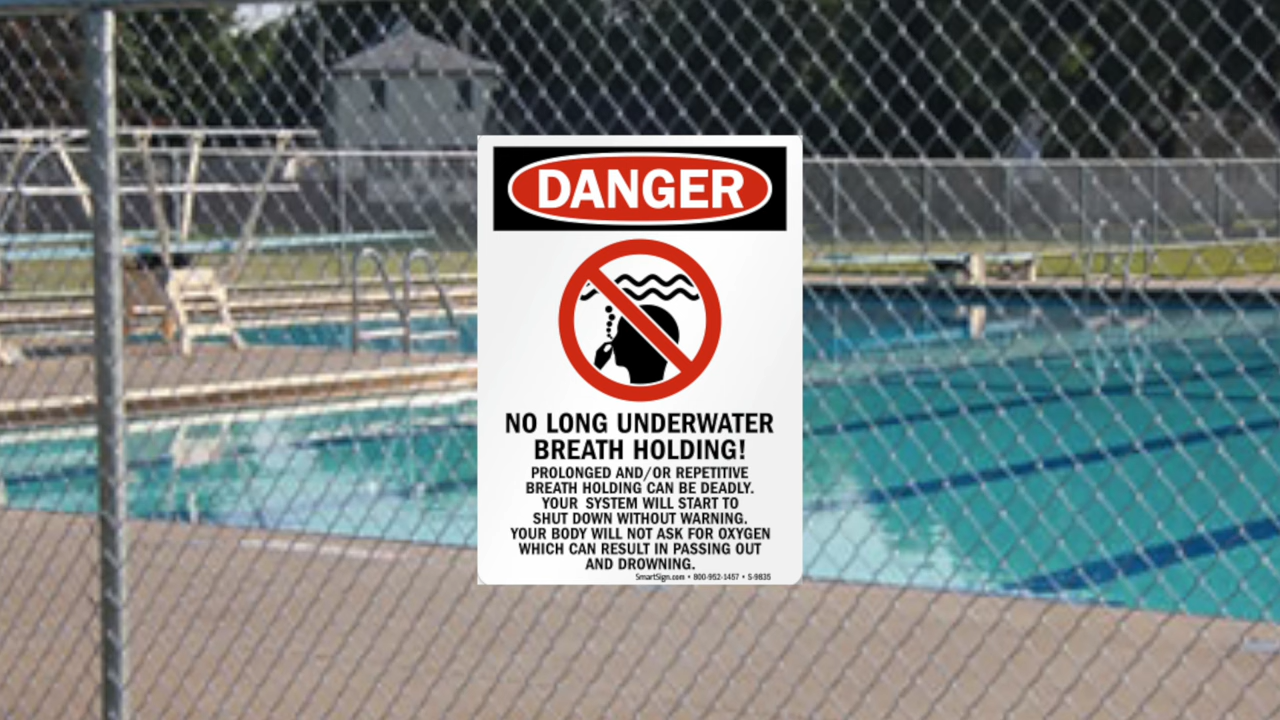 DANGER
NO LONG UNDERWATER
BREATH HOLDING!
PROLONGED AND/OR REPETITIVE
BREATH HOLDING CAN BE DEADLY.
YOUR SYSTEM WILL START TO
SHUT DOWN WITHOUT WARNING.
YOUR BODY WILL NOT ASK FOR OXYGEN
WHICH CAN RESULT IN PASSING OUT
AND DROWNING.
SmartSign.com • 800-952-1457 • S-9835